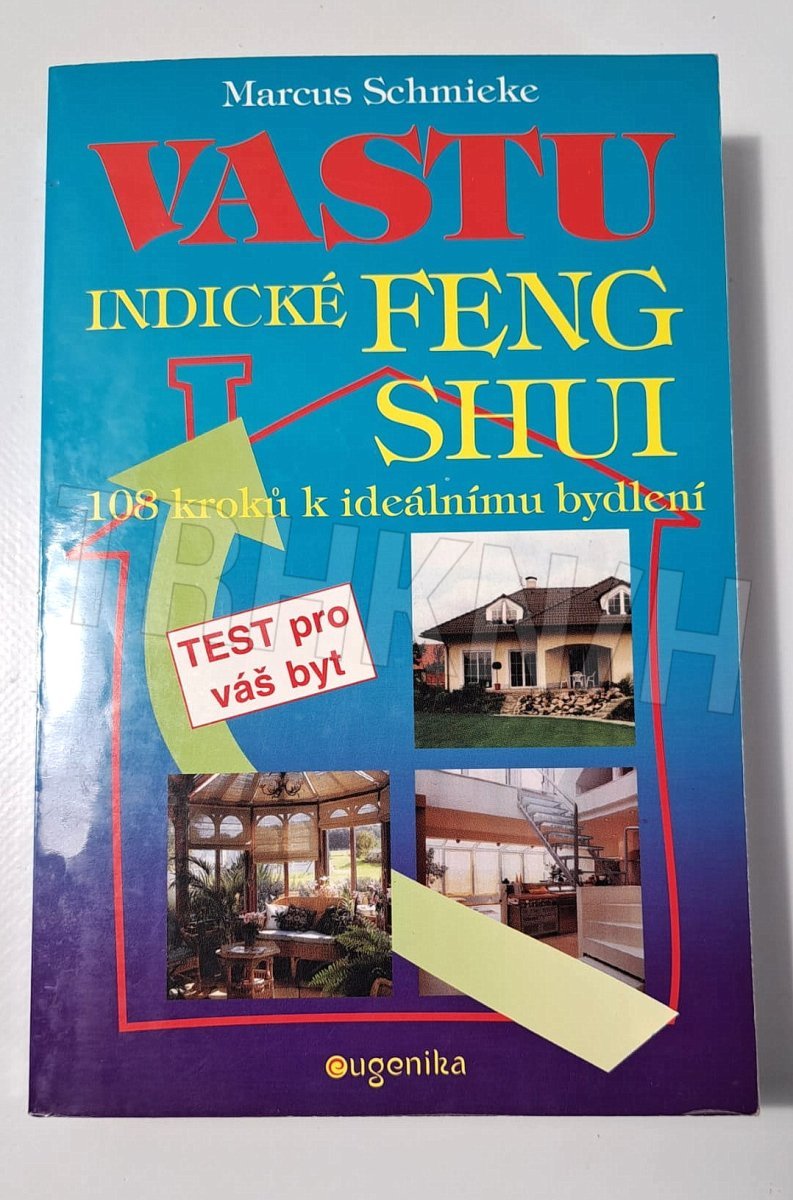 Marcus Schmieke
VASTU
INDICKÉ FENG
SHUI
108 kroků k ideálnímu bydlení
TEST pro
váš byt
eugenika